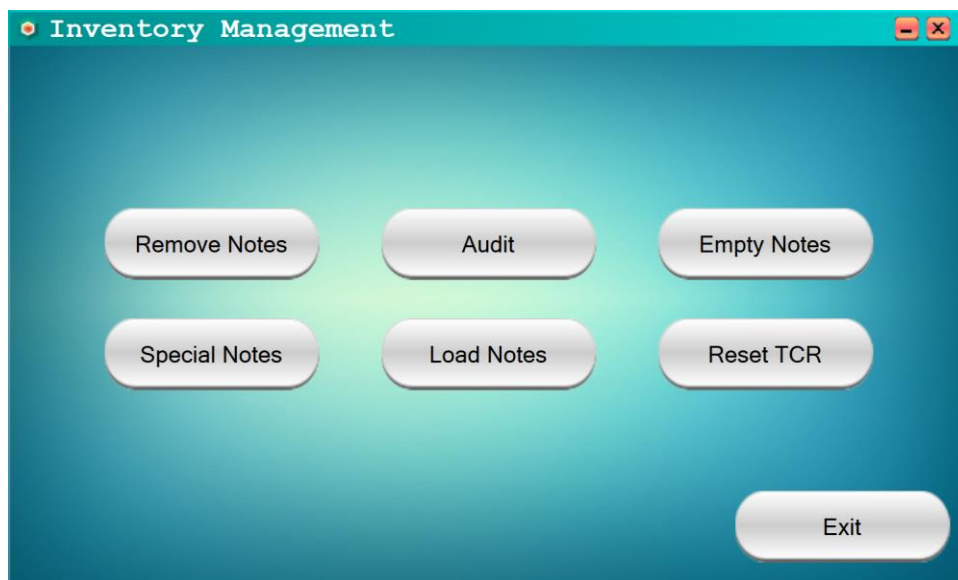 Inventory Management
Remove Notes
Audit
Empty Notes
Special Notes
Load Notes
Reset TCR
Exit